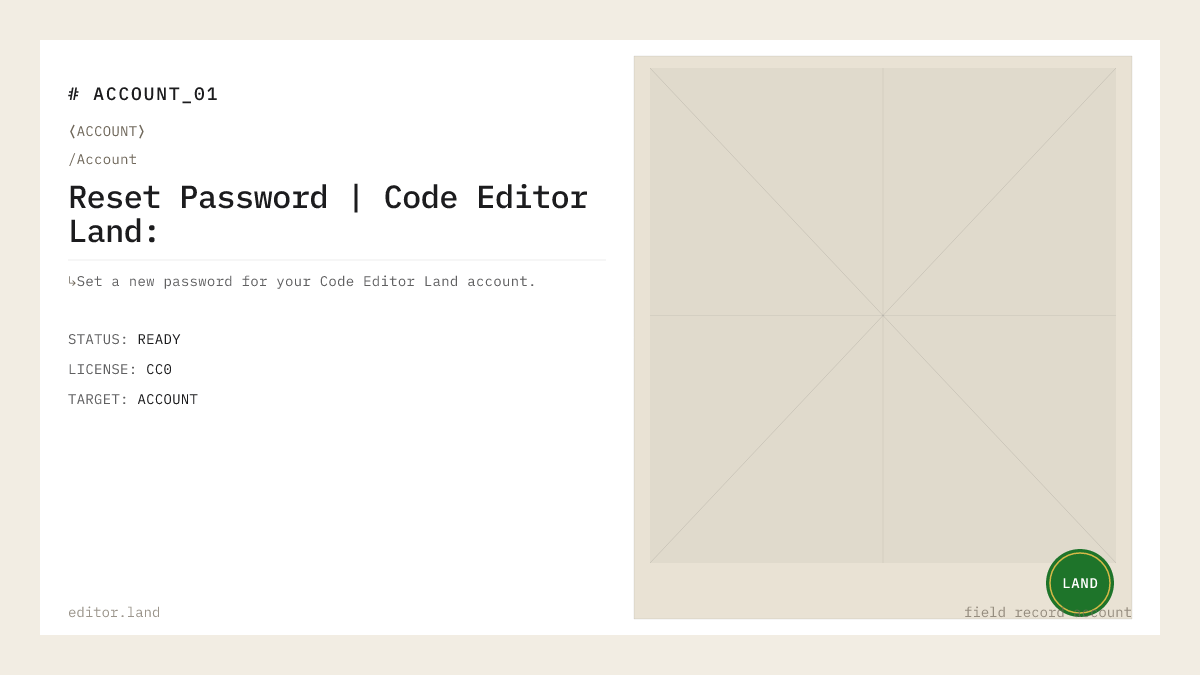 # ACCOUNT_01
⟨ACCOUNT⟩
/Account
Reset Password | Code Editor
Land:
↳Set a new password for your Code Editor Land account.
STATUS: READY
LICENSE: CC0
TARGET: ACCOUNT
LAND
editor.land
field record account